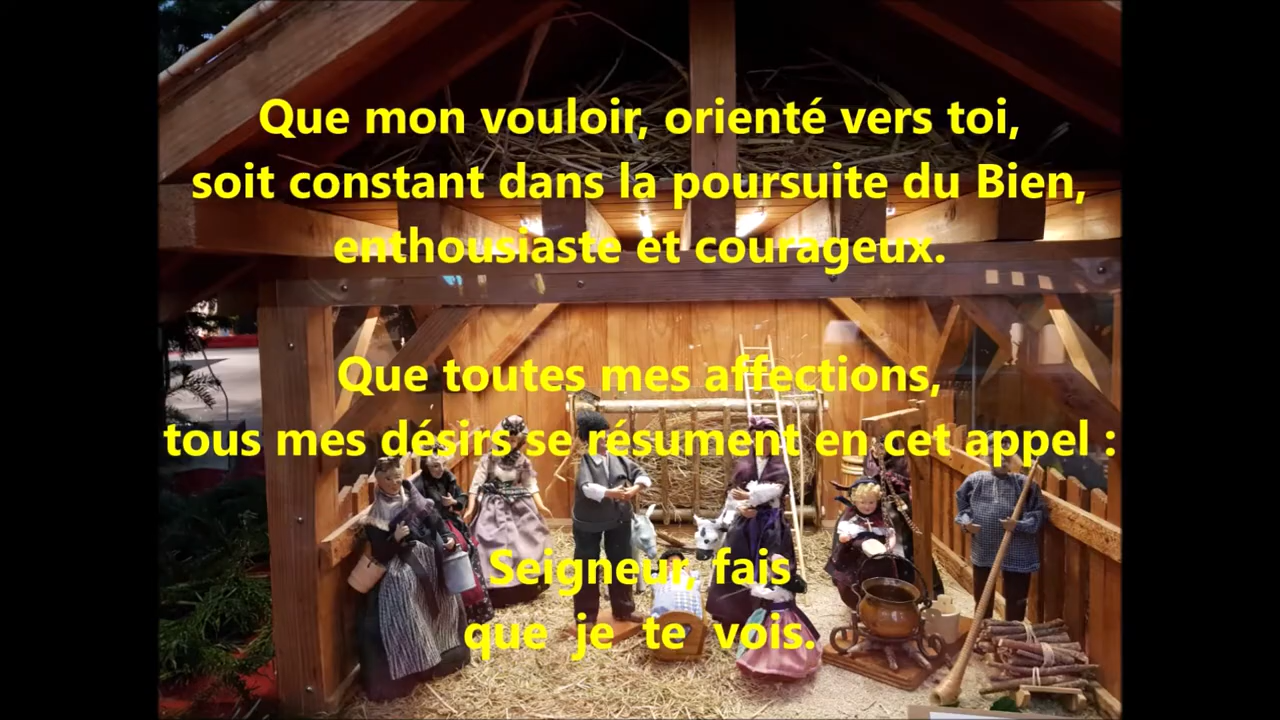 Que mon vouloir, orienté vers toi,
soit constant dans la poursuite du Bien,
enthousiaste et courageux.
Que toutes mes affections,
tous mes désirs se résument en cet appel :
Seigneur, fais
que je te vois.